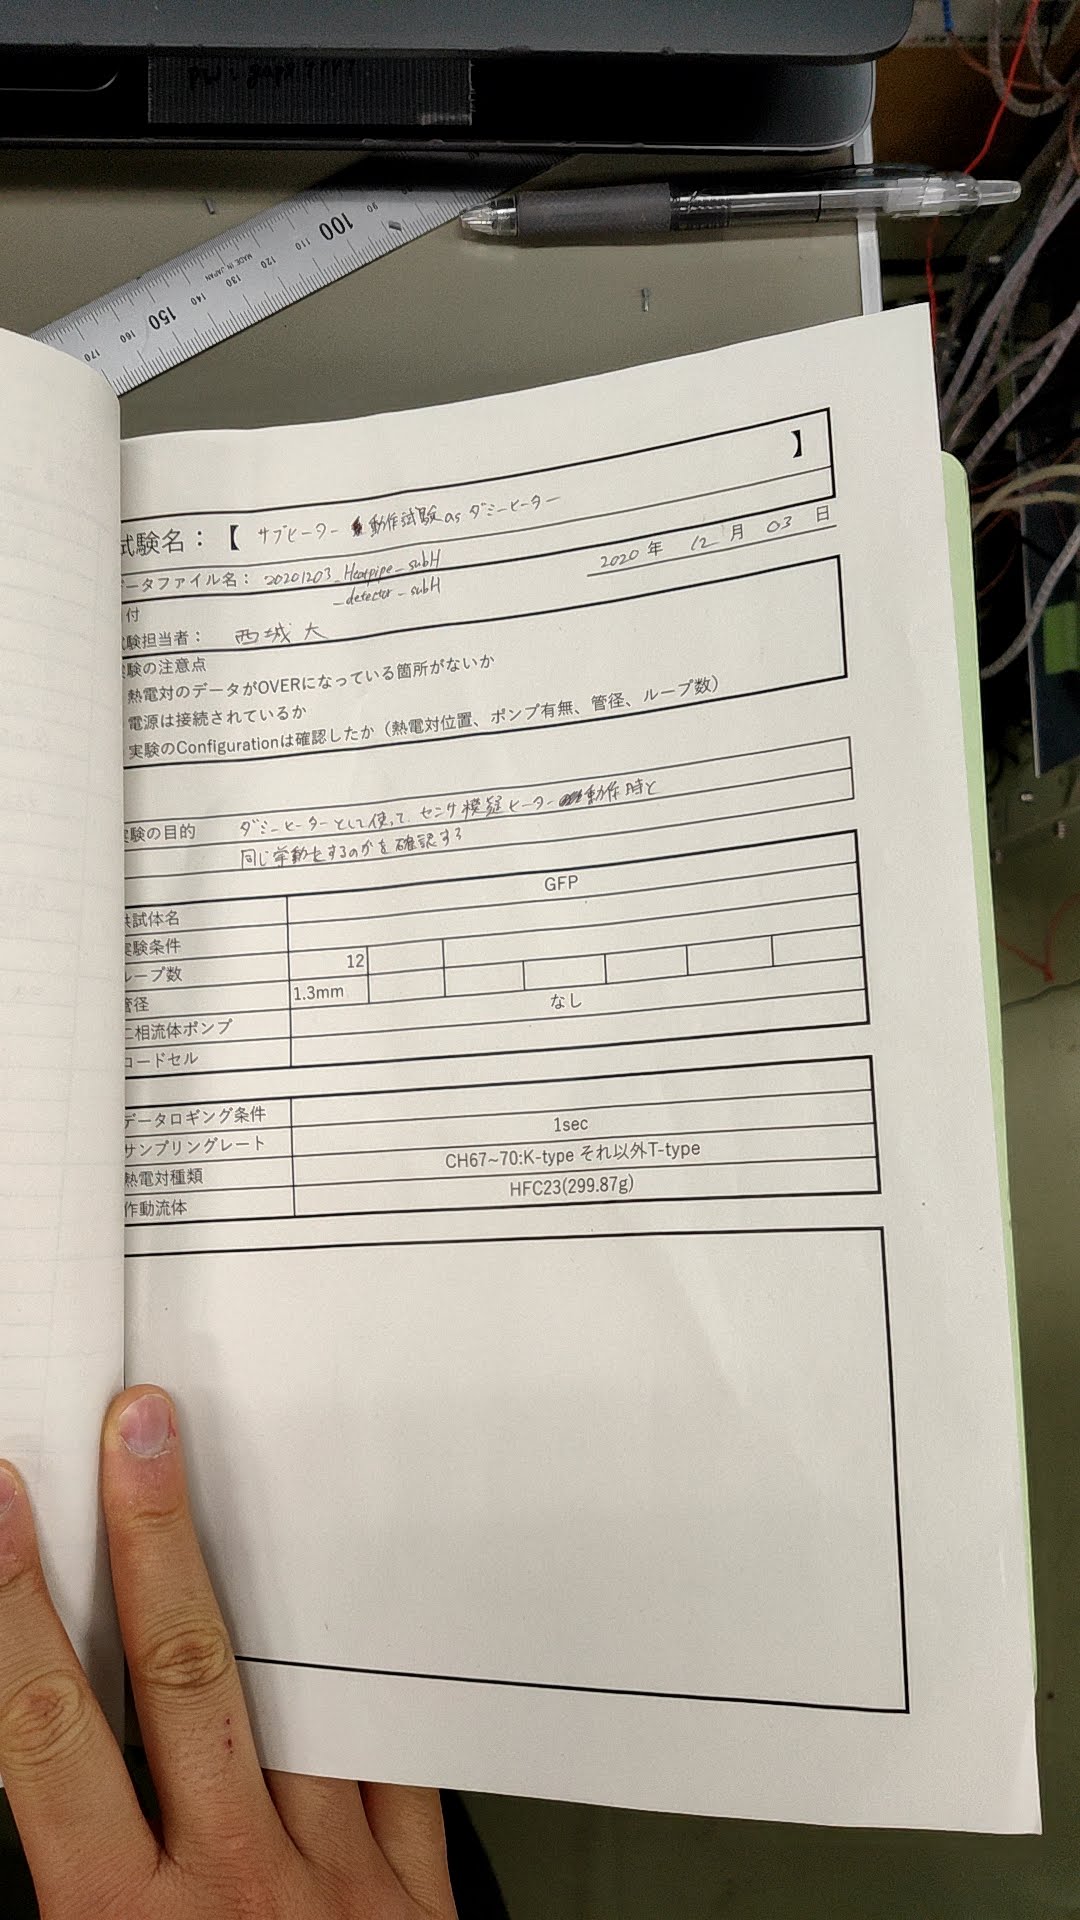 100
90
110
120
130
140
150
160
170
MADE IN JAPAN
】
試験名：【 サブヒーター 動作試験 as ダミーヒーター
ータファイル名： 20201203_Heatpipe_subH
_detector_subH
付
2020 年 12 月 03 日
験担当者： 西城 大
験の注意点
熱電対のデータがOVERになっている箇所がないか
電源は接続されているか
実験のConfigurationは確認したか（熱電対位置、ポンプ有無、管径、ループ数）
実験の目的 ダミーヒーターとして使って、センサ模擬ヒーター動作時と
同じ挙動をするのかを確認する
供試体名 GFP
実験条件
ループ数 12
管径 1.3mm
二相流体ポンプ なし
ロードセル
データロギング条件
サンプリングレート 1sec
熱電対種類 CH67~70:K-type それ以外T-type
作動流体 HFC23(299.87g)